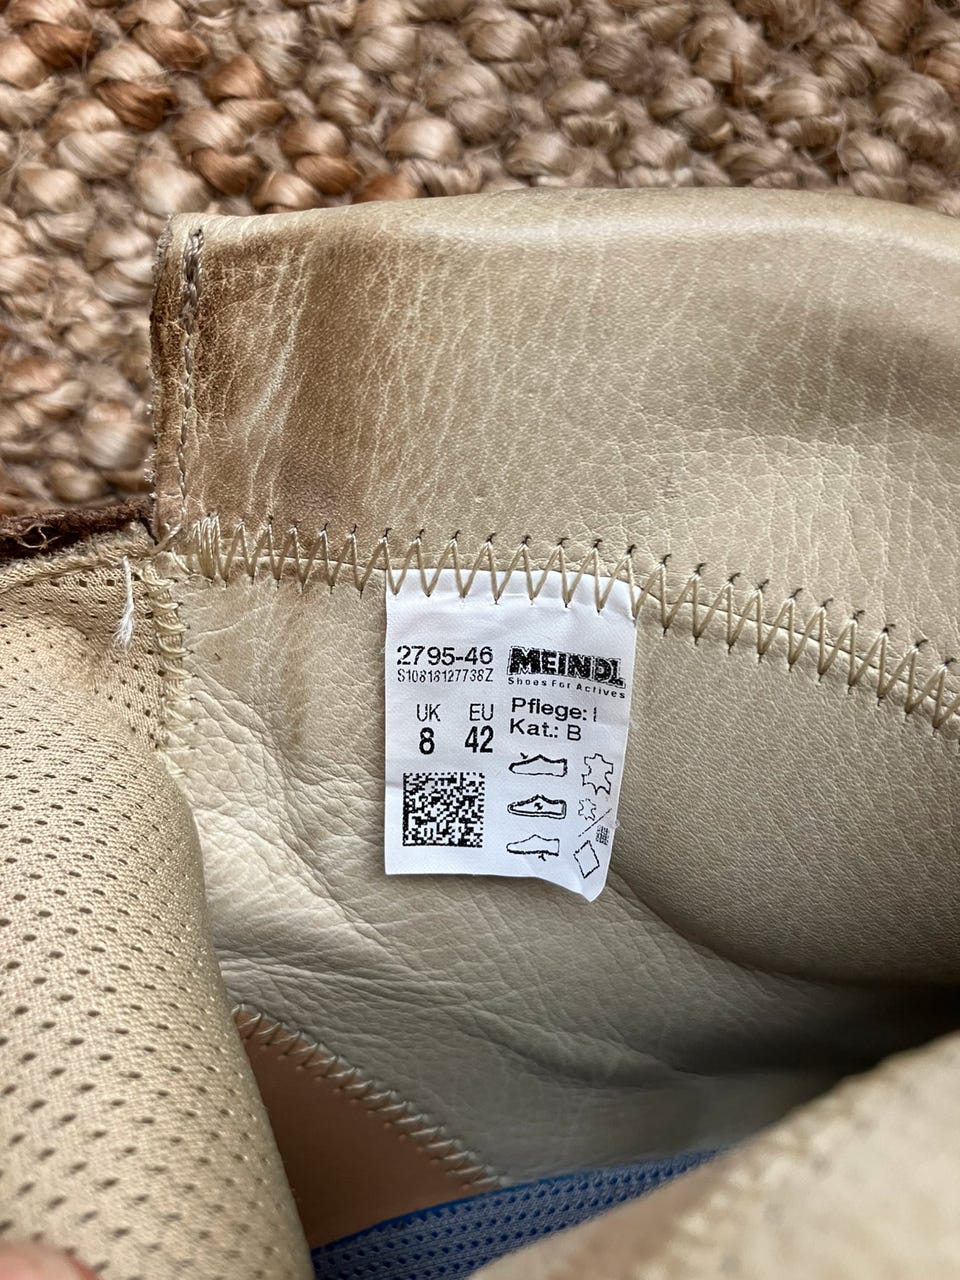 2795-46
S10818127738Z
UK EU
8 42
MEINDL
Shoes For Actives
Pflege: I
Kat.: B